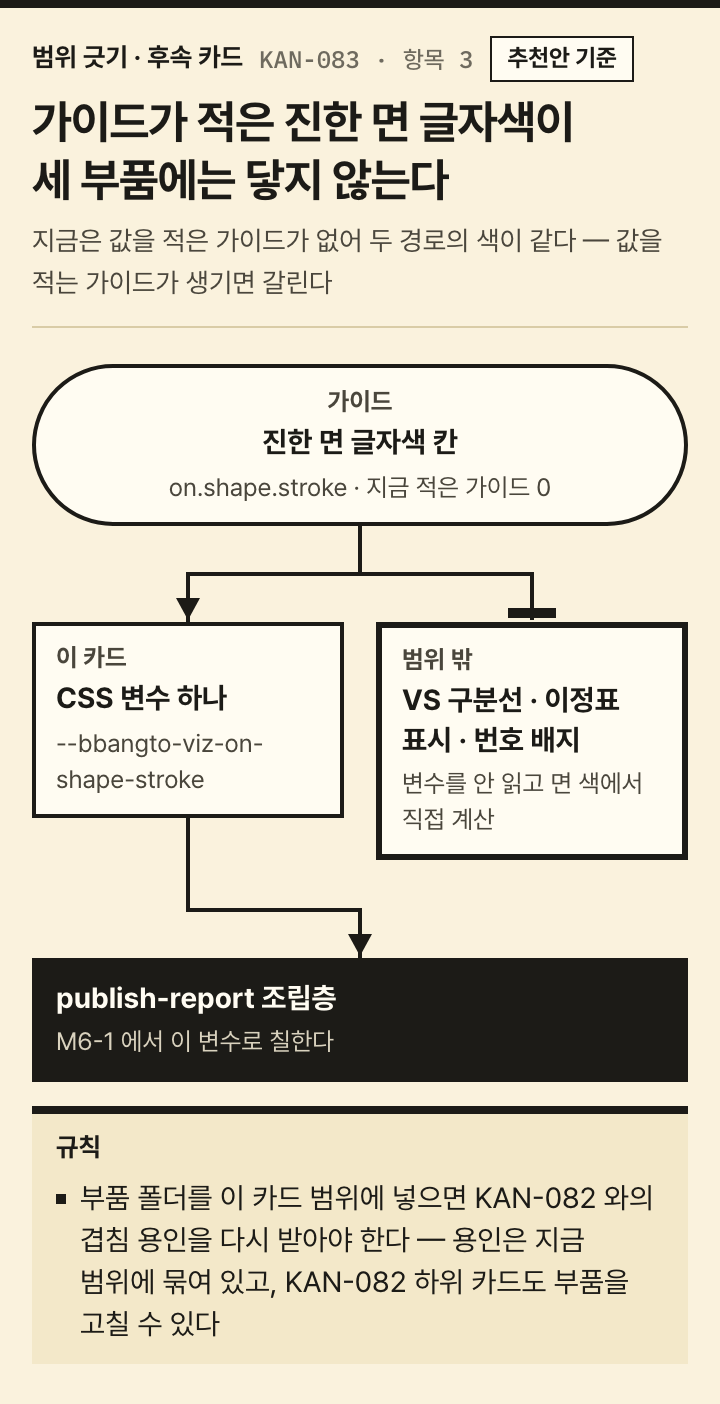 범위 긋기 · 후속 카드 KAN-083 · 항목 3 추천안 기준
가이드가 적은 진한 면 글자색이
세 부품에는 닿지 않는다
지금은 값을 적은 가이드가 없어 두 경로의 색이 같다 — 값을
적는 가이드가 생기면 갈린다
가이드
진한 면 글자색 칸
on.shape.stroke · 지금 적은 가이드 0
이 카드
CSS 변수 하나
--bbangto-viz-on-
shape-stroke
범위 밖
VS 구분선 · 이정표
표시 · 번호 배지
변수를 안 읽고 면 색에서
직접 계산
publish-report 조립층
M6-1 에서 이 변수로 칠한다
규칙
부품 폴더를 이 카드 범위에 넣으면 KAN-082 와의
겹침 용인을 다시 받아야 한다 — 용인은 지금
범위에 묶여 있고, KAN-082 하위 카드도 부품을
고칠 수 있다